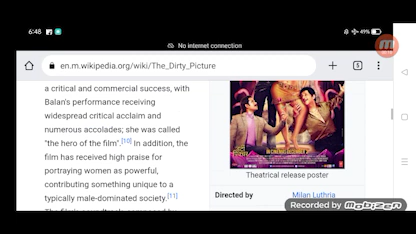 6:48
49%
No internet connection
en.m.wikipedia.org/wiki/The_Dirty_Picture
5
a critical and commercial success, with
Balan's performance receiving
widespread critical acclaim and
numerous accolades; she was called
"the hero of the film".[10] In addition, the
film has received high praise for
portraying women as powerful,
contributing something unique to a
typically male-dominated society.[11]
Theatrical release poster
Directed by Milan Luthria
Recorded by Mobizen